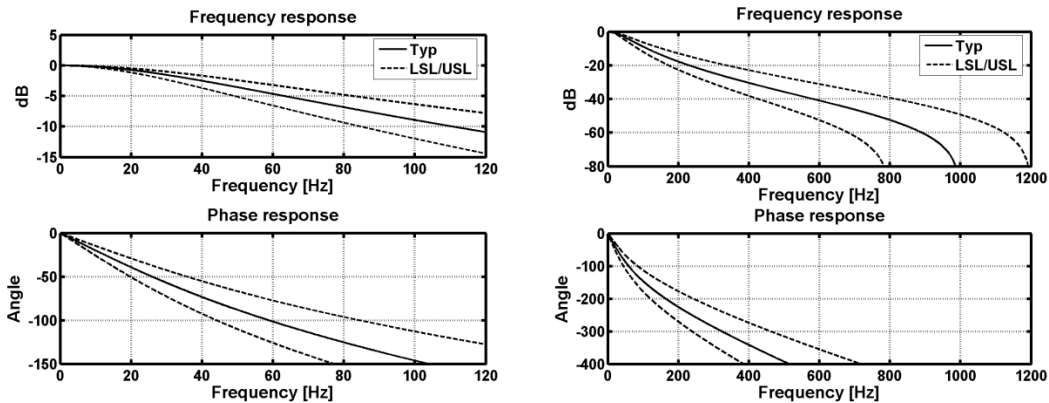 Frequency response
5
0
-5
-10
-15
dB
Typ
LSL/USL
0 20 40 60 80 100 120
Frequency [Hz]
Frequency response
0
-20
-40
-60
-80
dB
Typ
LSL/USL
0 200 400 600 800 1000 1200
Frequency [Hz]
Phase response
0
-50
-100
-150
Angle
0 20 40 60 80 100 120
Frequency [Hz]
Phase response
0
-100
-200
-300
-400
Angle
0 200 400 600 800 1000 1200
Frequency [Hz]